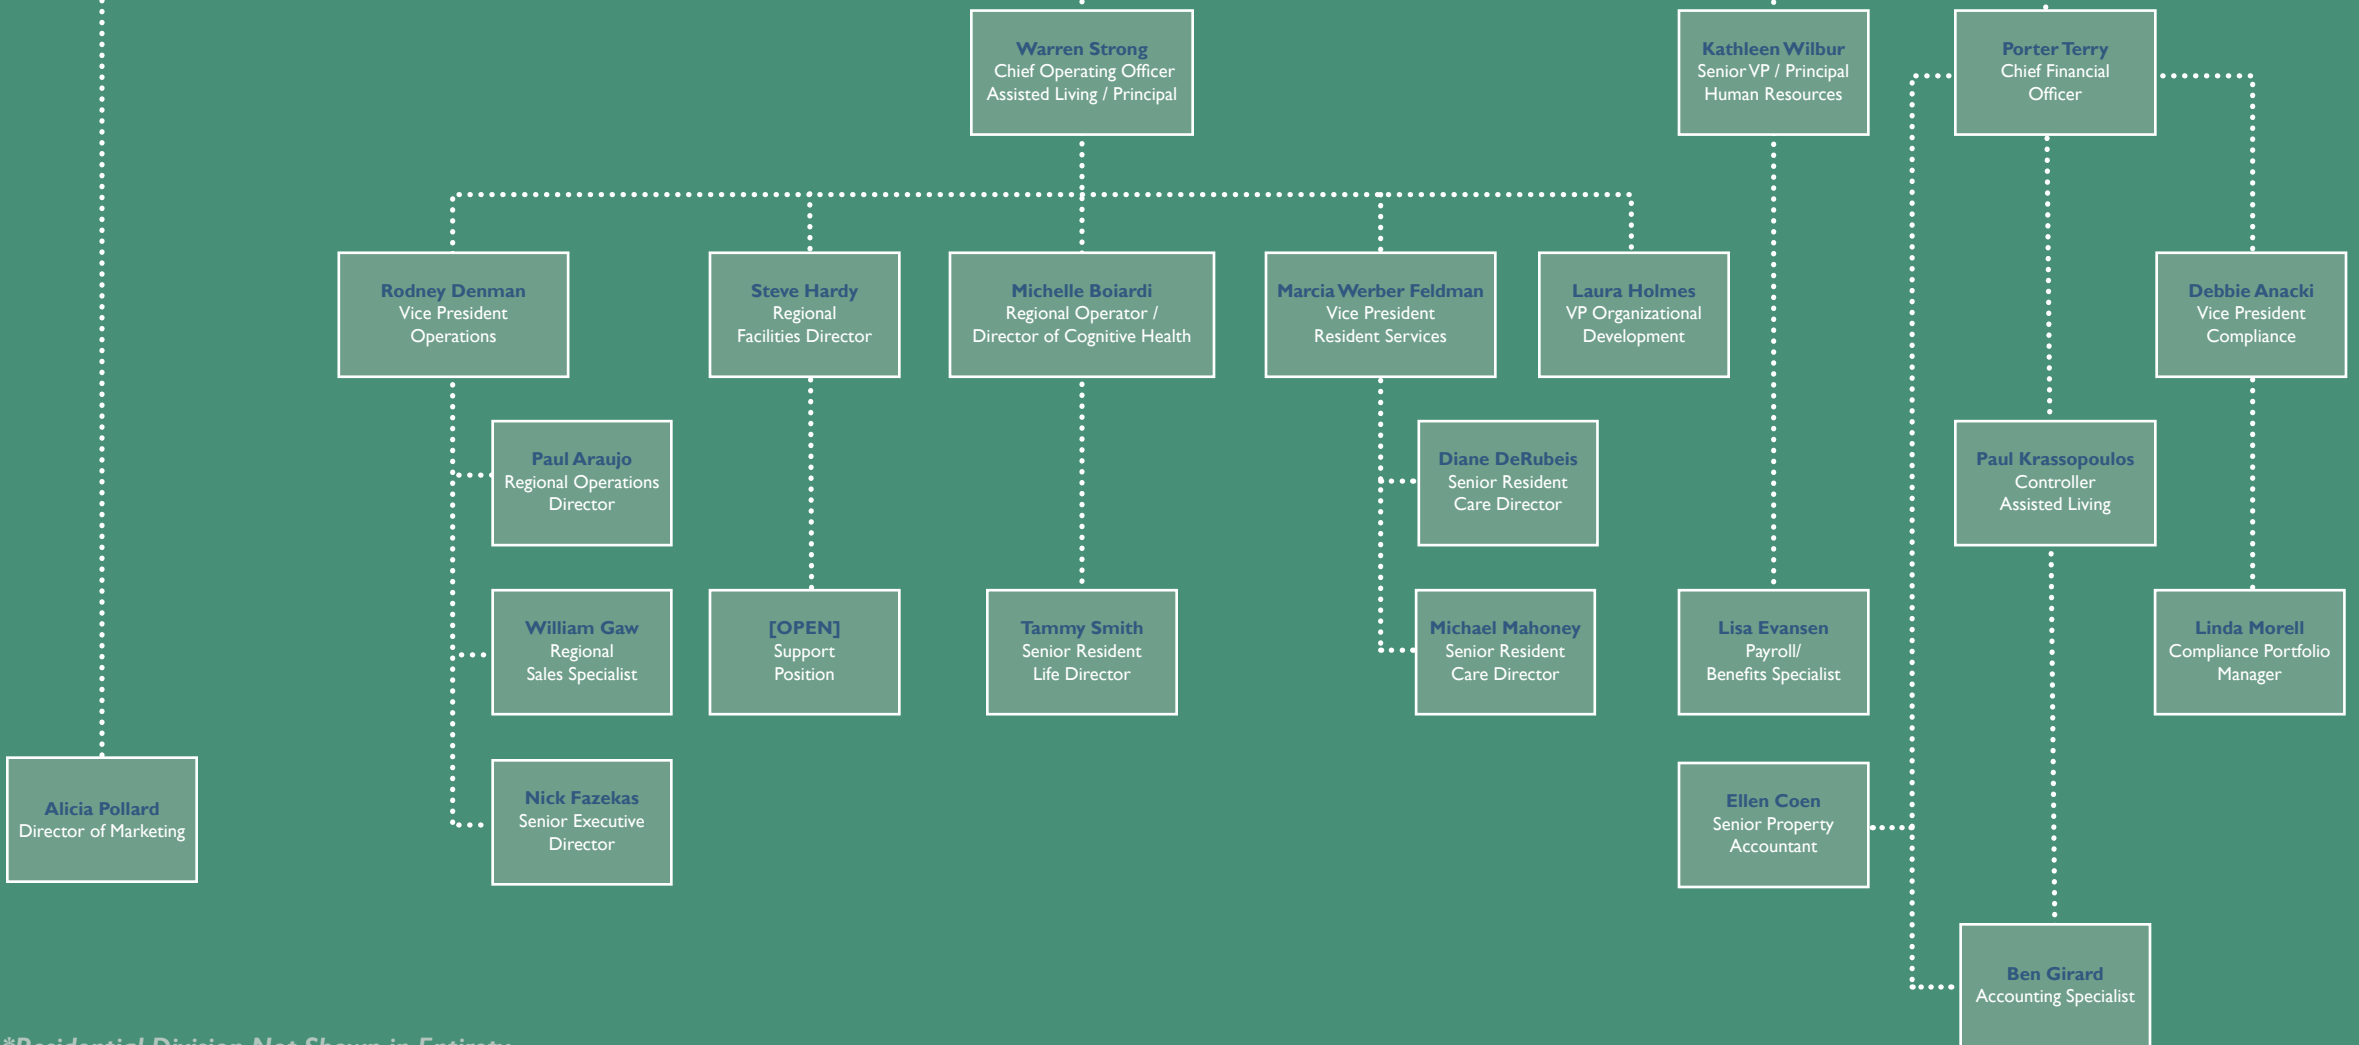 Warren Strong
Chief Operating Officer
Assisted Living / Principal
Kathleen Wilbur
Senior VP / Principal
Human Resources
Porter Terry
Chief Financial
Officer
Rodney Denman
Vice President
Operations
Steve Hardy
Regional
Facilities Director
Michelle Boiardi
Regional Operator /
Director of Cognitive Health
Marcia Werber Feldman
Vice President
Resident Services
Laura Holmes
VP Organizational
Development
Debbie Anacki
Vice President
Compliance
Paul Araujo
Regional Operations
Director
Diane DeRubeis
Senior Resident
Care Director
Paul Krassopoulos
Controller
Assisted Living
William Gaw
Regional
Sales Specialist
[OPEN]
Support
Position
Tammy Smith
Senior Resident
Life Director
Michael Mahoney
Senior Resident
Care Director
Lisa Evansen
Payroll/
Benefits Specialist
Linda Morell
Compliance Portfolio
Manager
Alicia Pollard
Director of Marketing
Nick Fazekas
Senior Executive
Director
Ellen Coen
Senior Property
Accountant
Ben Girard
Accounting Specialist
*Residential Division Not Shown in Entirety